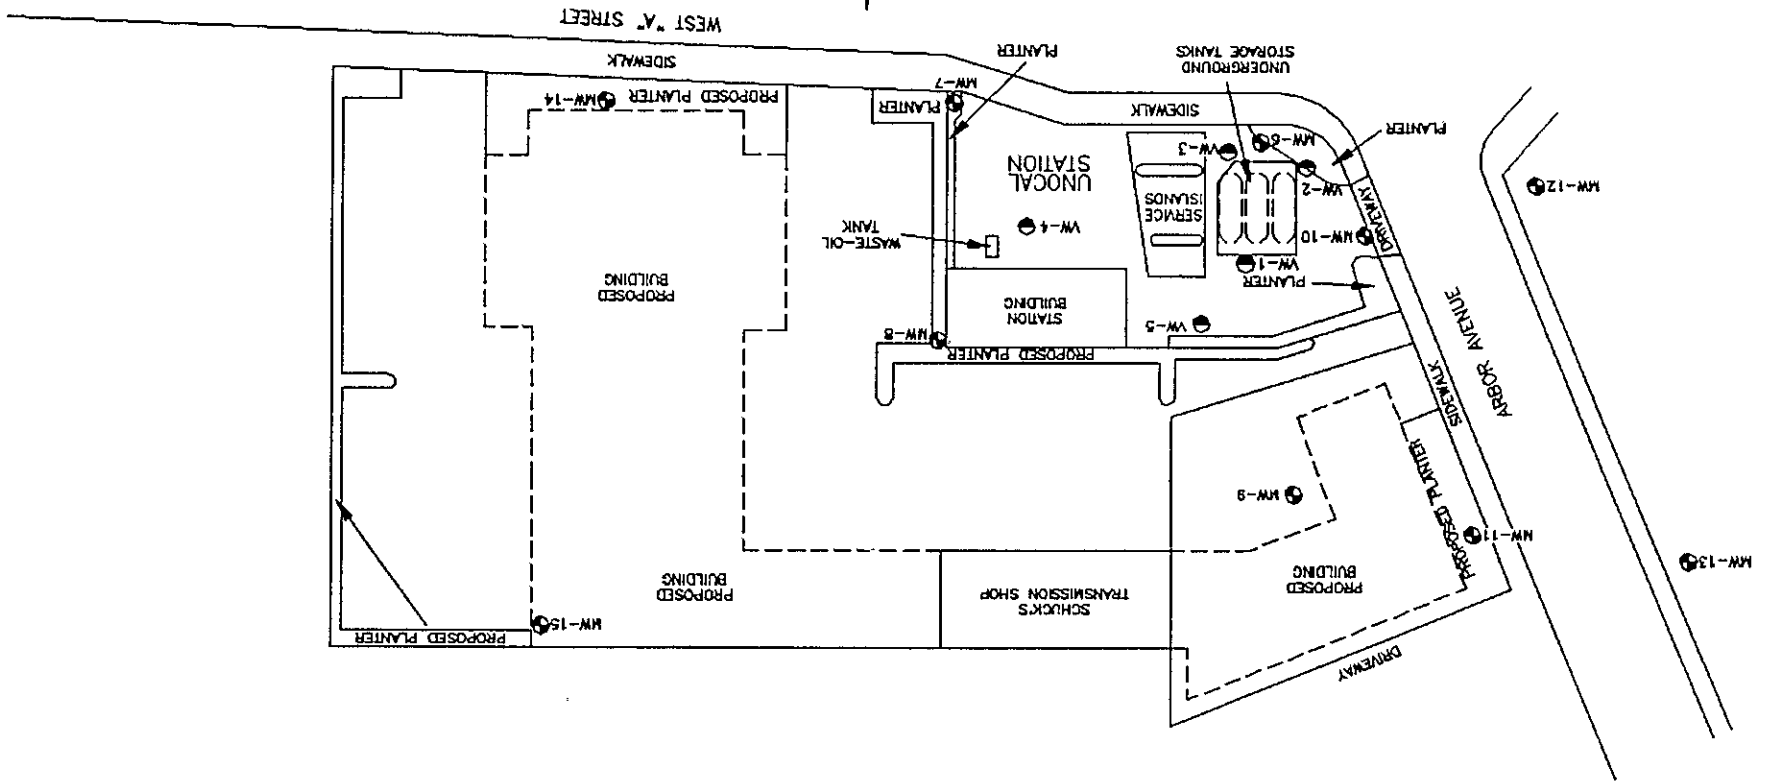 MW-13
DRIVEWAY
PROPOSED PLANTER
MW-15
PROPOSED
BUILDING
SCHUCK'S
TRANSMISSION SHOP
PROPOSED
BUILDING
MW-11
PROPOSED PLANTER
MW-9
SIDEWALK
ARBOR AVENUE
PROPOSED PLANTER
MW-8
STATION
BUILDING
VW-5
PLANTER
VW-1
PROPOSED
BUILDING
WASTE-OIL
TANK
VW-4
SERVICE
ISLANDS
MW-10
DRIVEWAY
UNOCAL
STATION
VW-3
VW-2
MW-12
MW-6
PLANTER
MW-14
PROPOSED PLANTER
PLANTER
MW-7
SIDEWALK
SIDEWALK
PLANTER
UNDERGROUND
STORAGE TANKS
WEST "A" STREET